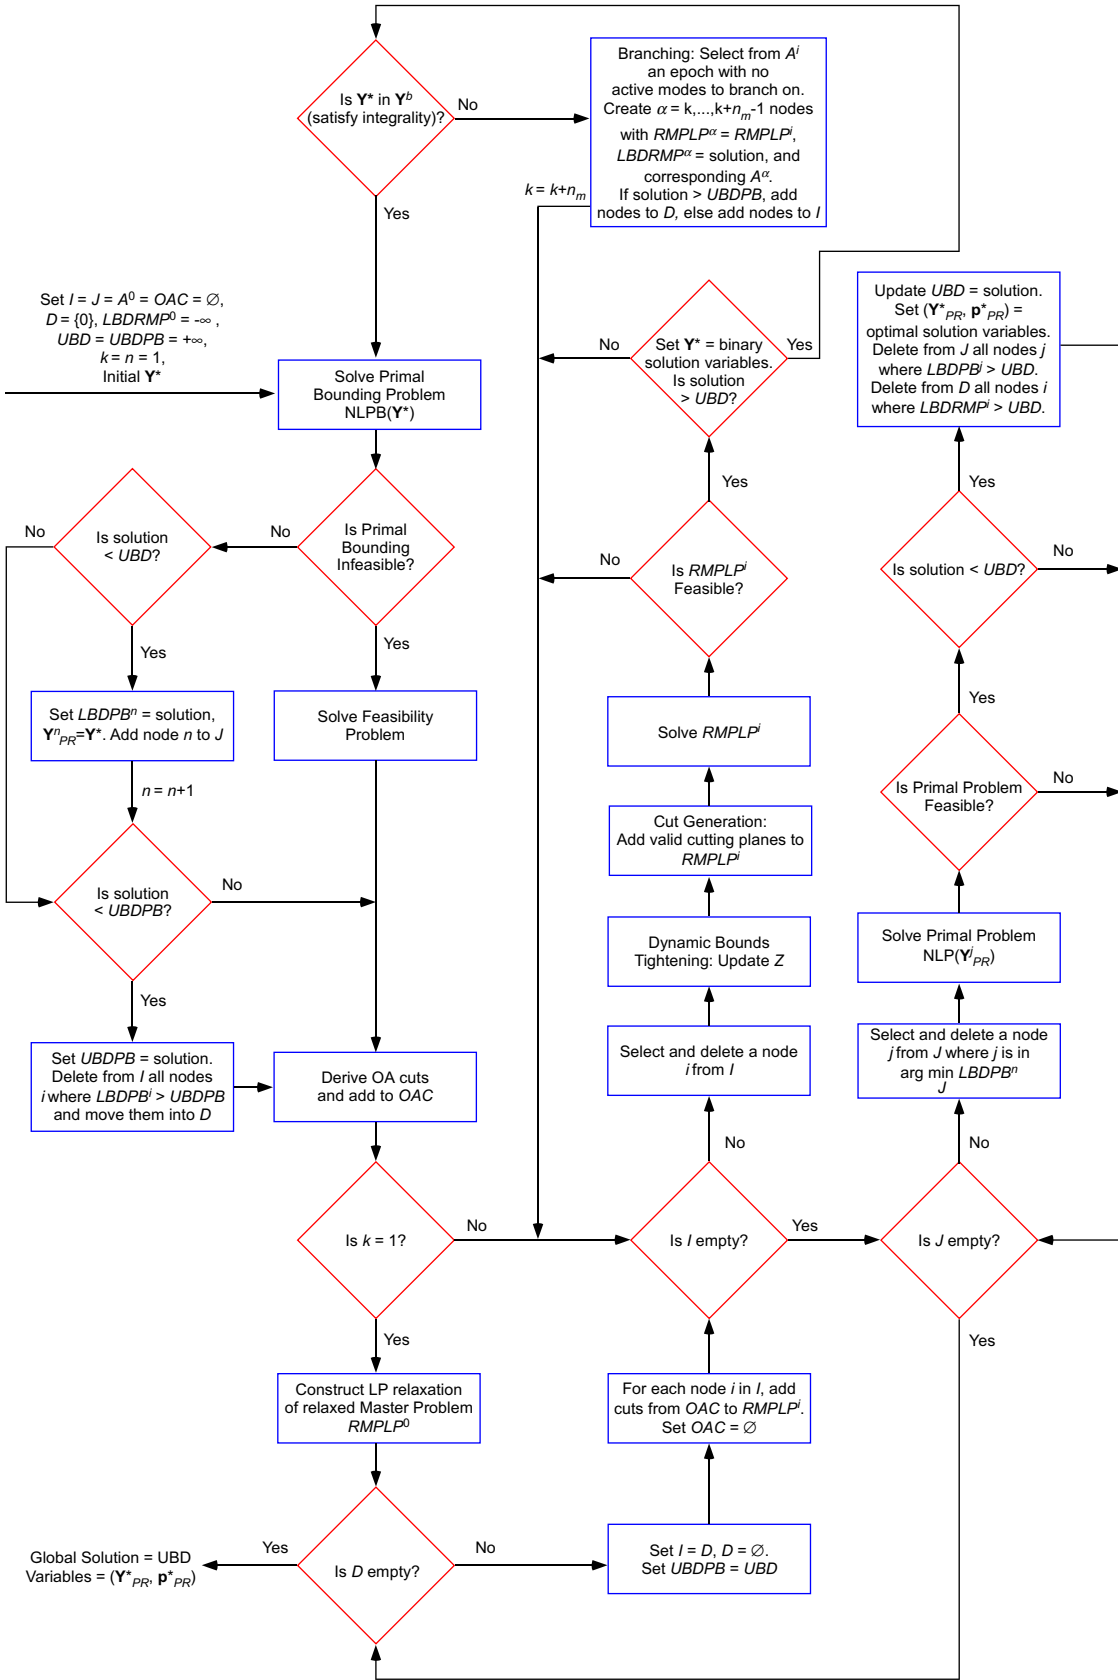 Is Y* in Y^b
(satisfy integrality)?
No
Yes
Branching: Select from A^i
an epoch with no
active modes to branch on.
Create α = k,...,k+n_m-1 nodes
with RMPLP^α = RMPLP^i,
LBDRMP^α = solution, and
corresponding A^α.
If solution > UBDPB, add
nodes to D, else add nodes to I
k = k+n_m
Set I = J = A^0 = OAC = ∅,
D = {0}, LBDRMP^0 = -∞ ,
UBD = UBDPB = +∞,
k = n = 1,
Initial Y*
Solve Primal
Bounding Problem
NLPB(Y*)
Is Primal
Bounding
Infeasible?
No
Yes
Is solution
< UBD?
No
Yes
Set LBDPB^n = solution,
Y^n_PR=Y*. Add node n to J
n = n+1
Is solution
< UBDPB?
No
Yes
Set UBDPB = solution.
Delete from I all nodes
i where LBDPB^i > UBDPB
and move them into D
Solve Feasibility
Problem
Derive OA cuts
and add to OAC
Is k = 1?
No
Yes
Construct LP relaxation
of relaxed Master Problem
RMPLP^0
Is D empty?
Yes
No
Global Solution = UBD
Variables = (Y*_PR, p*_PR)
Set I = D, D = ∅.
Set UBDPB = UBD
For each node i in I, add
cuts from OAC to RMPLP^i.
Set OAC = ∅
Is I empty?
No
Yes
Select and delete a node
i from I
Dynamic Bounds
Tightening: Update Z
Cut Generation:
Add valid cutting planes to
RMPLP^i
Solve RMPLP^i
Is RMPLP^i
Feasible?
No
Yes
Set Y* = binary
solution variables.
Is solution
> UBD?
No
Yes
Is J empty?
No
Yes
Select and delete a node
j from J where j is in
arg min LBDPB^n
J
Solve Primal Problem
NLP(Y^j_PR)
Is Primal Problem
Feasible?
No
Yes
Is solution < UBD?
No
Yes
Update UBD = solution.
Set (Y*_PR, p*_PR) =
optimal solution variables.
Delete from J all nodes j
where LBDPB^j > UBD.
Delete from D all nodes i
where LBDRMP^i > UBD.